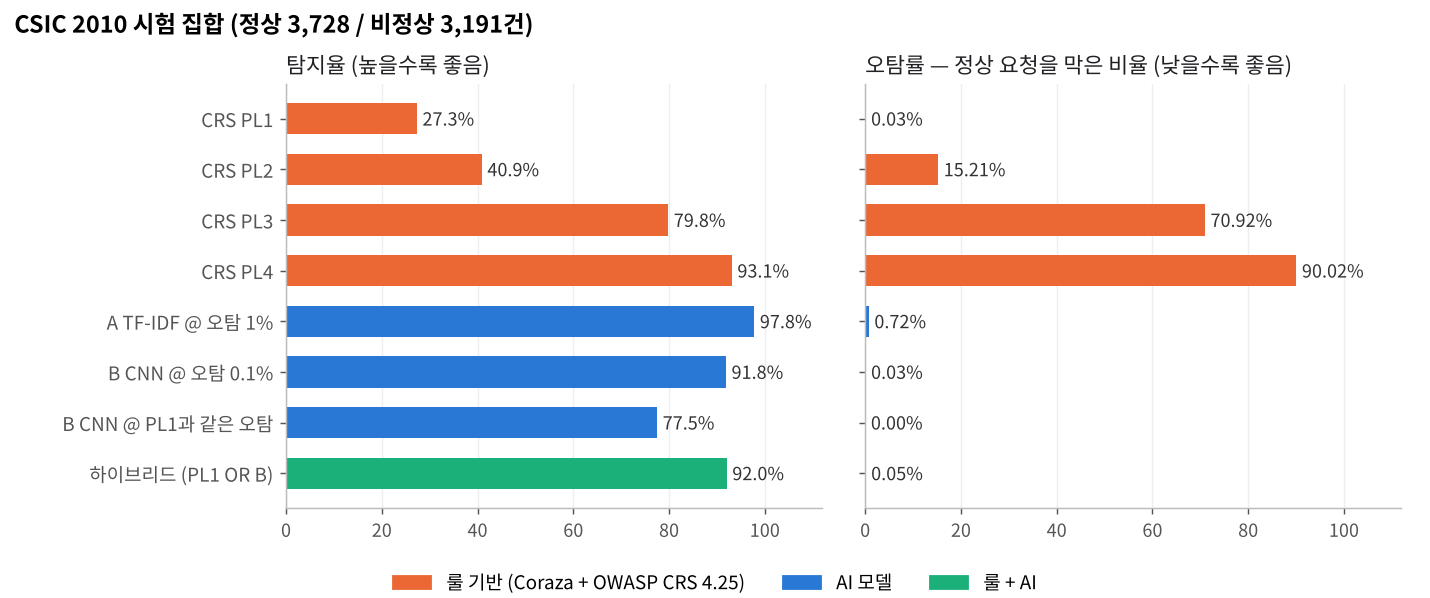 CSIC 2010 시험 집합 (정상 3,728 / 비정상 3,191건)
탐지율 (높을수록 좋음)
오탐률 — 정상 요청을 막은 비율 (낮을수록 좋음)
CRS PL1 27.3% 0.03%
CRS PL2 40.9% 15.21%
CRS PL3 79.8% 70.92%
CRS PL4 93.1% 90.02%
A TF-IDF @ 오탐 1% 97.8% 0.72%
B CNN @ 오탐 0.1% 91.8% 0.03%
B CNN @ PL1과 같은 오탐 77.5% 0.00%
하이브리드 (PL1 OR B) 92.0% 0.05%
0 20 40 60 80 100
0 20 40 60 80 100
룰 기반 (Coraza + OWASP CRS 4.25) AI 모델 룰 + AI